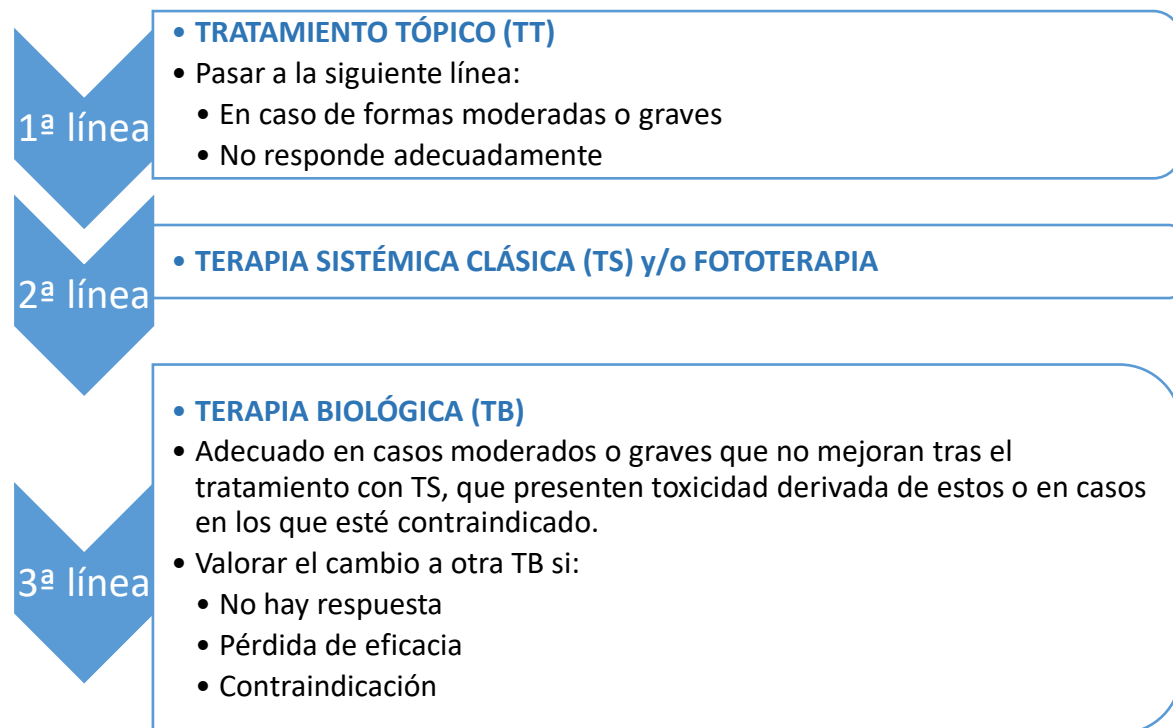 1ª línea
• TRATAMIENTO TÓPICO (TT)
• Pasar a la siguiente línea:
• En caso de formas moderadas o graves
• No responde adecuadamente
2ª línea
• TERAPIA SISTÉMICA CLÁSICA (TS) y/o FOTOTERAPIA
3ª línea
• TERAPIA BIOLÓGICA (TB)
• Adecuado en casos moderados o graves que no mejoran tras el
tratamiento con TS, que presenten toxicidad derivada de estos o en casos
en los que esté contraindicado.
• Valorar el cambio a otra TB si:
• No hay respuesta
• Pérdida de eficacia
• Contraindicación